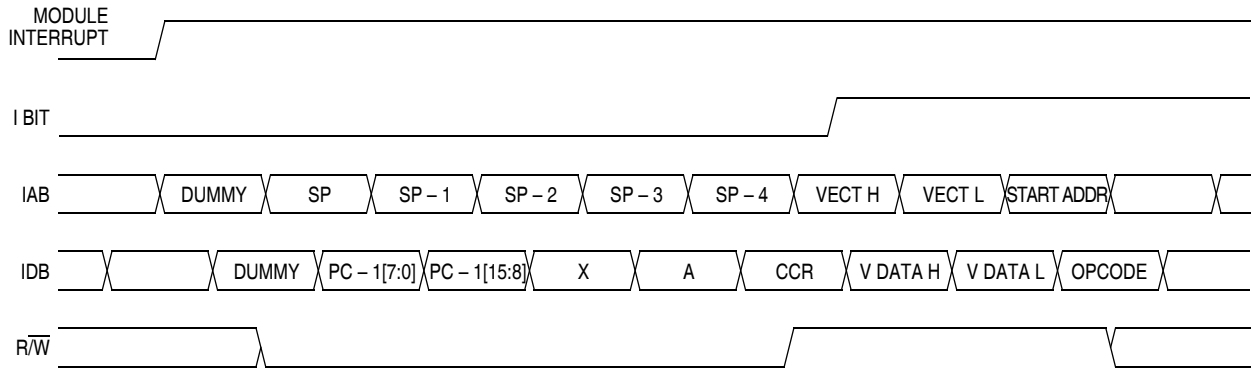 MODULE
INTERRUPT
I BIT
IAB DUMMY SP SP – 1 SP – 2 SP – 3 SP – 4 VECT H VECT L START ADDR
IDB DUMMY PC – 1[7:0] PC – 1[15:8] X A CCR V DATA H V DATA L OPCODE
R/W̅